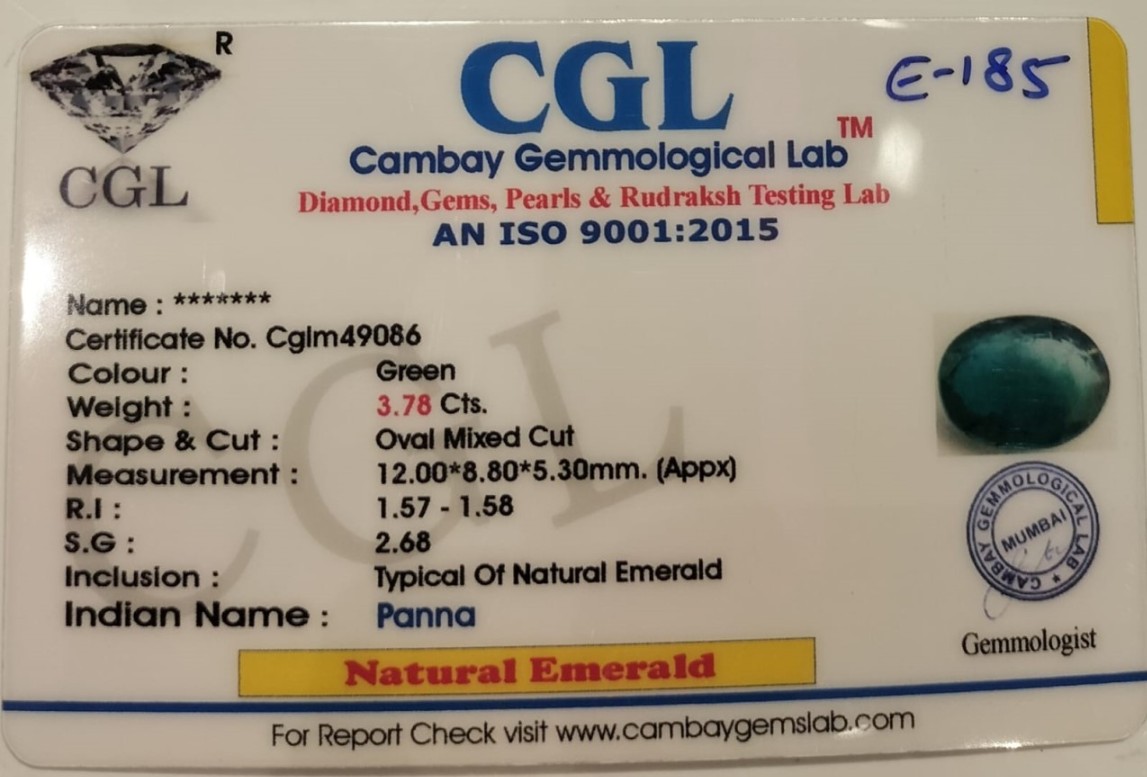 R
CGL
CGL
E-185
TM
Cambay Gemmological Lab
Diamond,Gems, Pearls & Rudraksh Testing Lab
AN ISO 9001:2015
Name : *******
Certificate No. Cglm49086
Colour : Green
Weight : 3.78 Cts.
Shape & Cut : Oval Mixed Cut
Measurement : 12.00*8.80*5.30mm. (Appx)
R.I : 1.57 - 1.58
S.G : 2.68
Inclusion : Typical Of Natural Emerald
Indian Name : Panna
CGL
CAMBAY GEMMOLOGICAL LAB *
MUMBAI
Gemmologist
Natural Emerald
For Report Check visit www.cambaygemslab.com